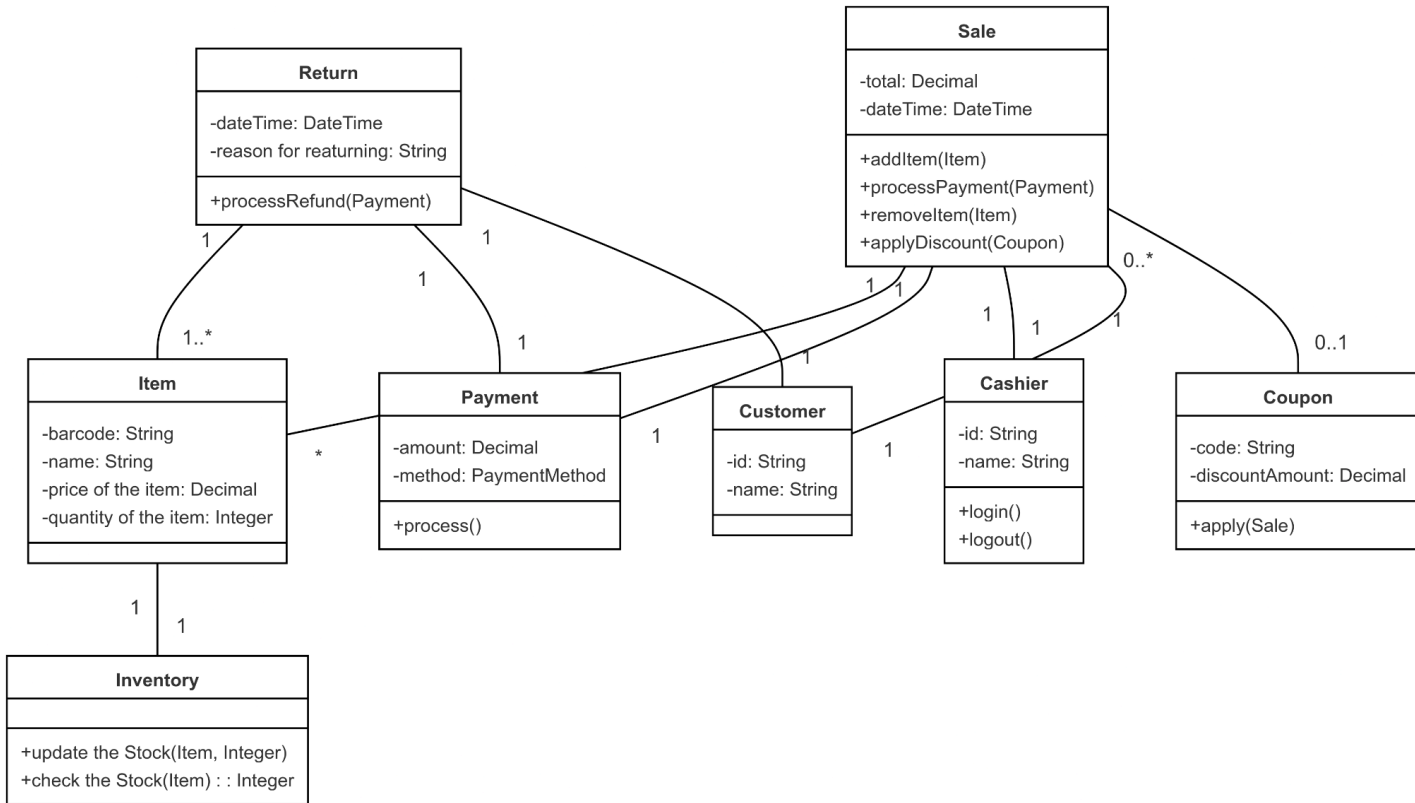 Sale
-total: Decimal
-dateTime: DateTime
+addItem(Item)
+processPayment(Payment)
+removeItem(Item)
+applyDiscount(Coupon)
Return
-dateTime: DateTime
-reason for reaturning: String
+processRefund(Payment)
1
1
1
1
1
1
1
1
0..*
1..*
1
1
0..1
*
1
1
Item
-barcode: String
-name: String
-price of the item: Decimal
-quantity of the item: Integer
Payment
-amount: Decimal
-method: PaymentMethod
+process()
Customer
-id: String
-name: String
Cashier
-id: String
-name: String
+login()
+logout()
Coupon
-code: String
-discountAmount: Decimal
+apply(Sale)
1
1
Inventory
+update the Stock(Item, Integer)
+check the Stock(Item) : : Integer